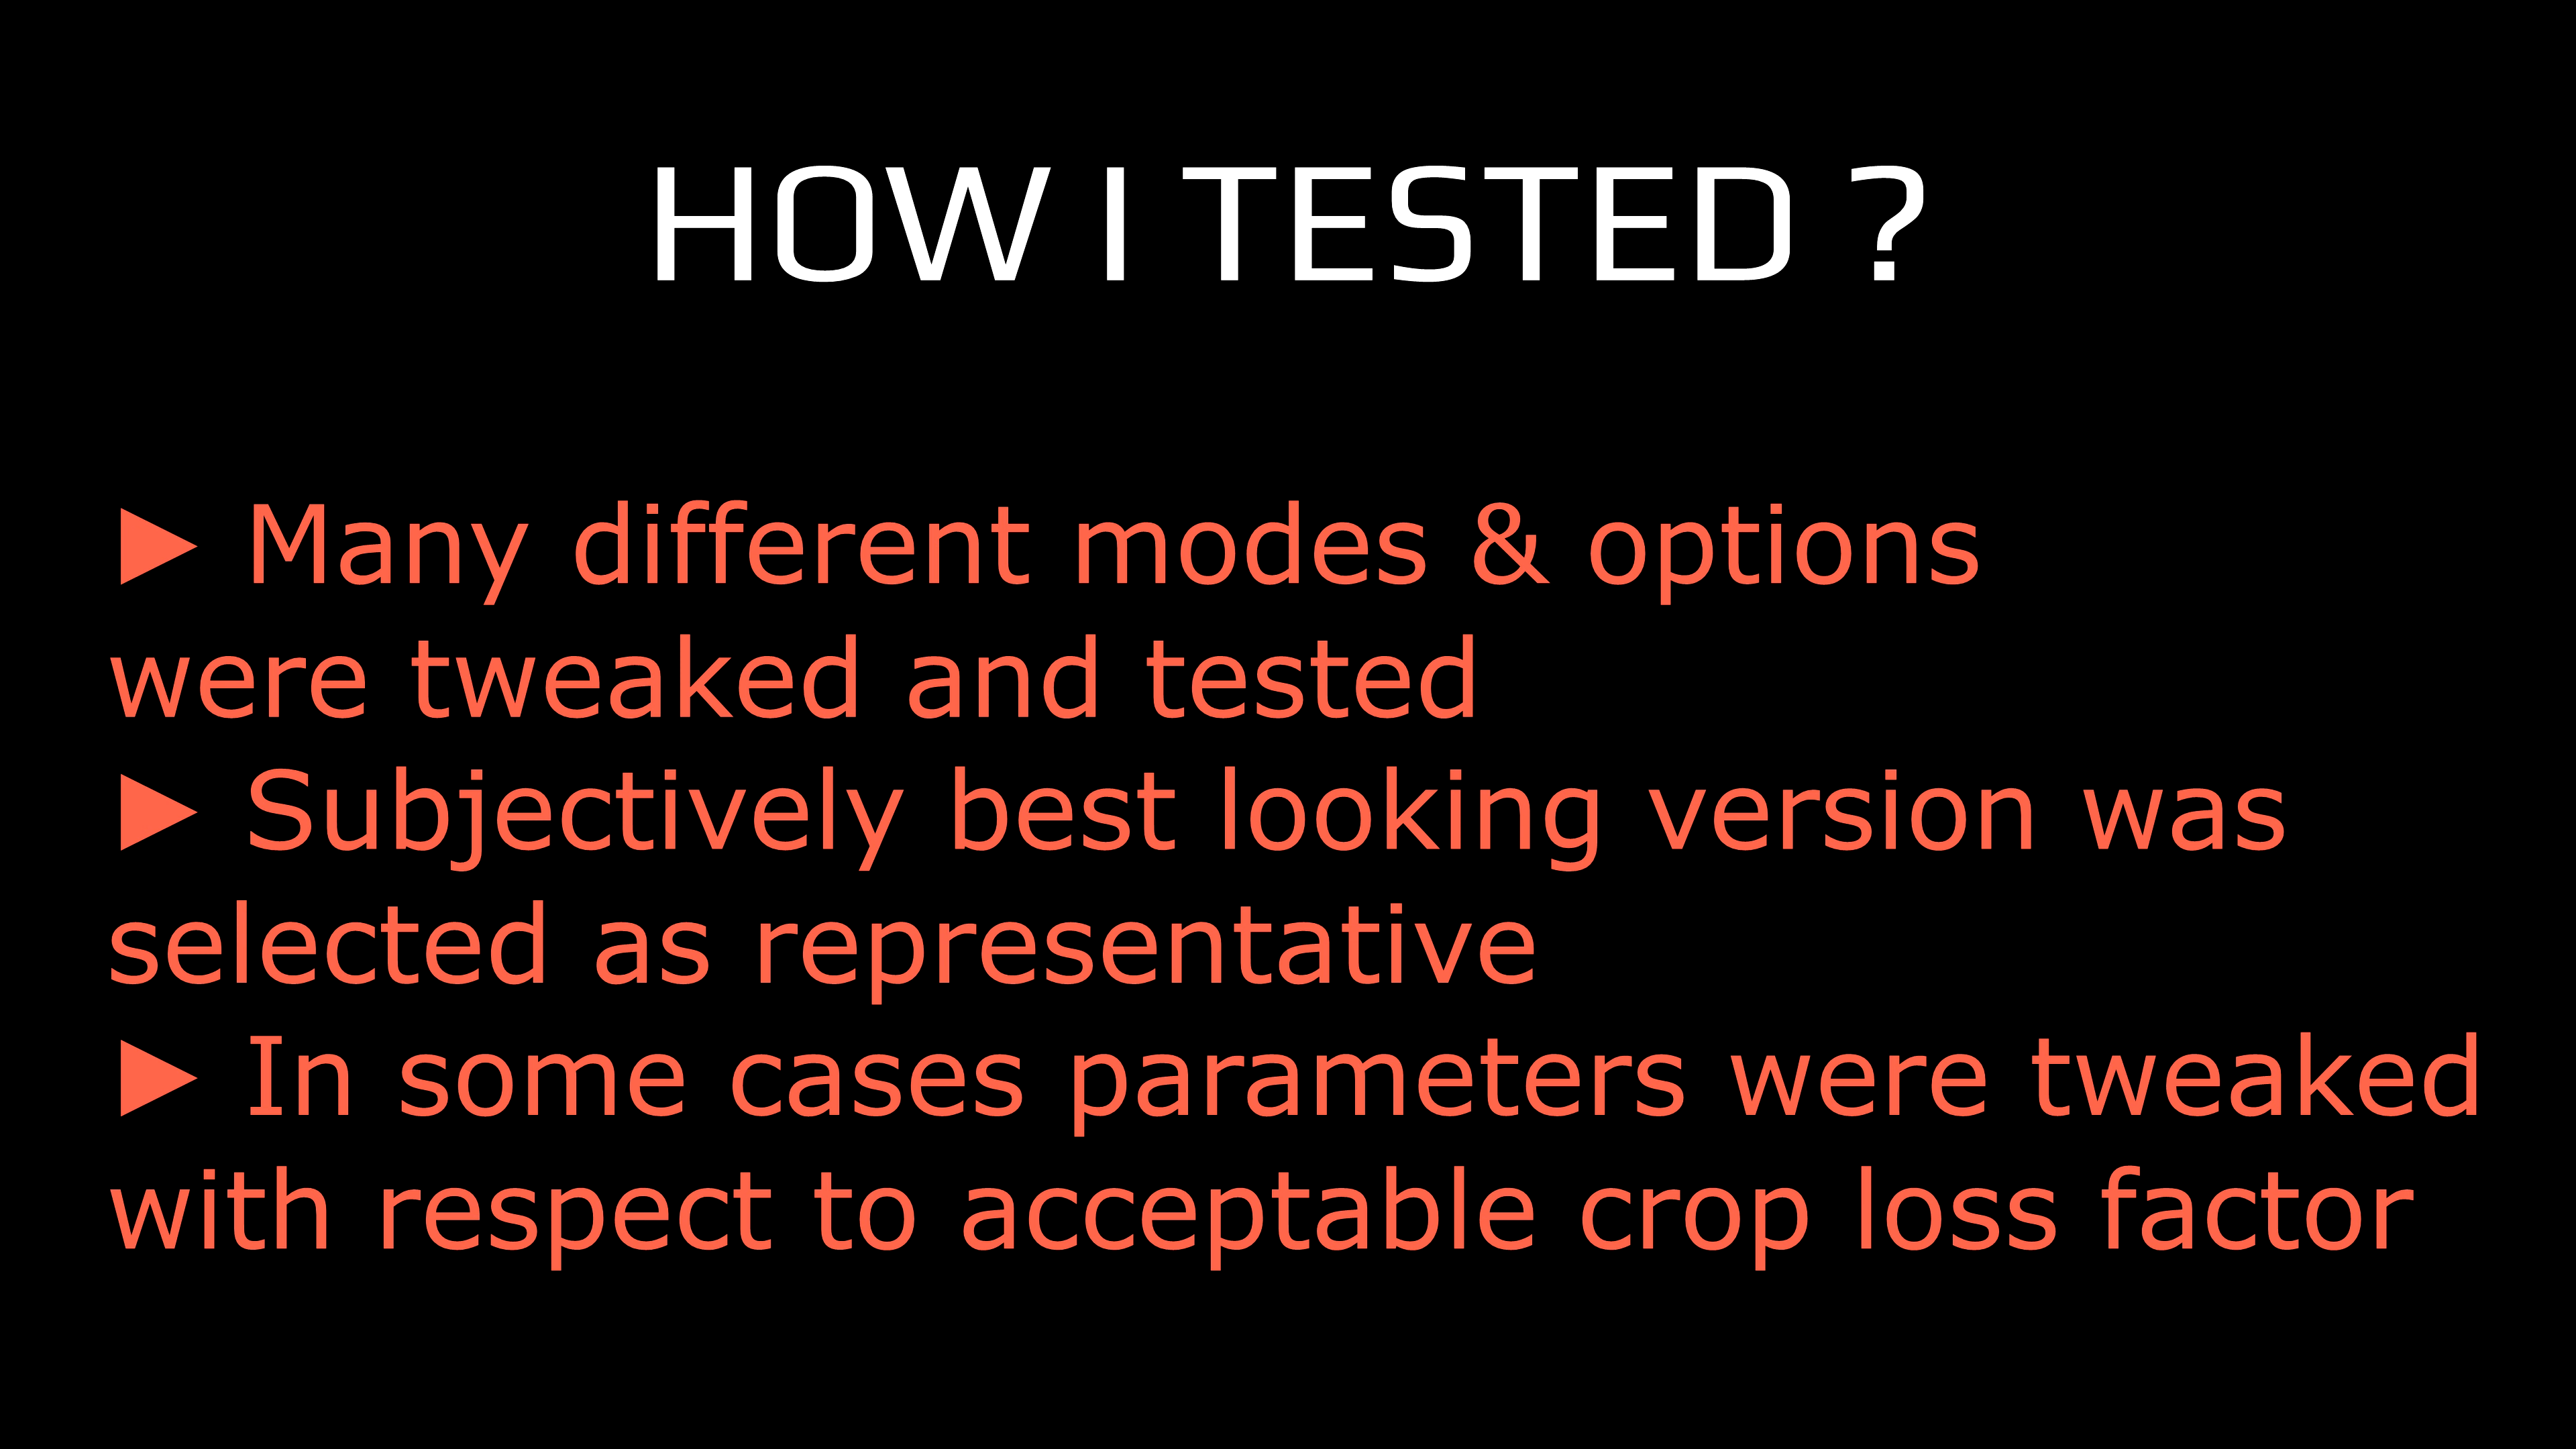 HOW I TESTED ?
► Many different modes & options
were tweaked and tested
► Subjectively best looking version was
selected as representative
► In some cases parameters were tweaked
with respect to acceptable crop loss factor